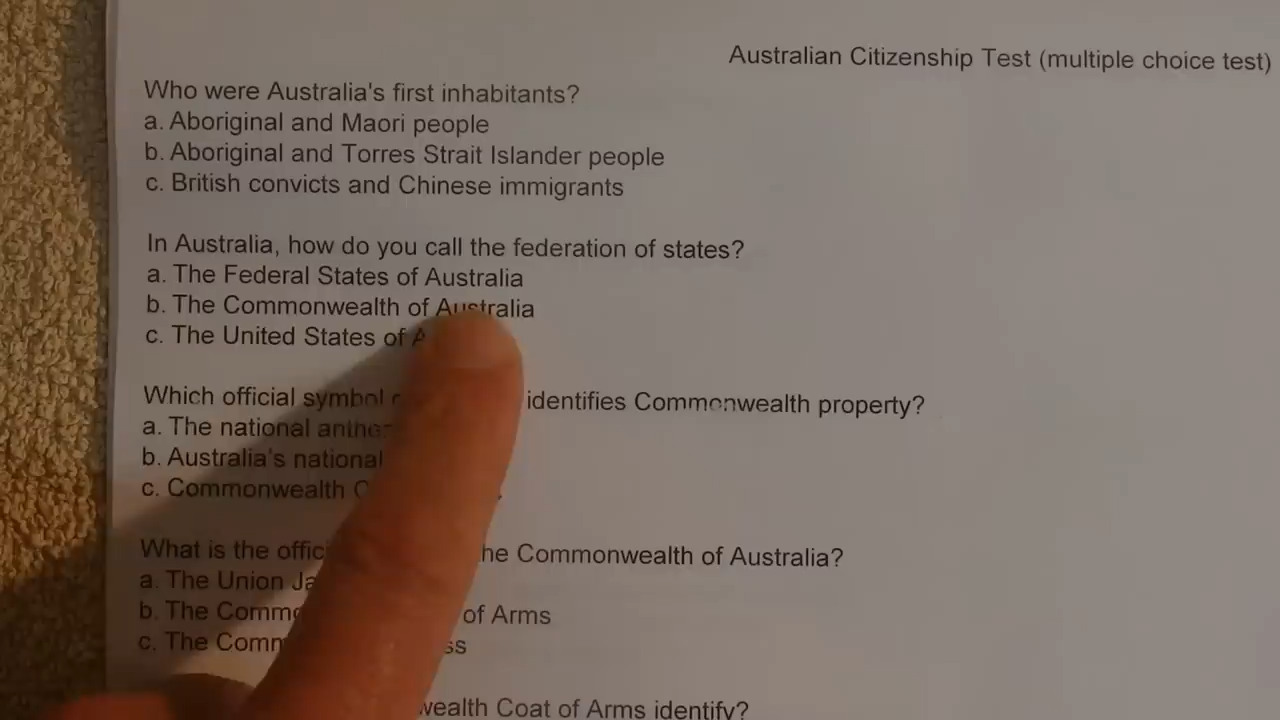 Australian Citizenship Test (multiple choice test)
Who were Australia's first inhabitants?
a. Aboriginal and Maori people
b. Aboriginal and Torres Strait Islander people
c. British convicts and Chinese immigrants
In Australia, how do you call the federation of states?
a. The Federal States of Australia
b. The Commonwealth of Australia
c. The United States of
Which official symbol identifies Commonwealth property?
a. The national
b. Australia's national
c. Commonwealth
What is the Commonwealth of Australia?
a. The Union
b. The of Arms
c. The
Coat of Arms identify?